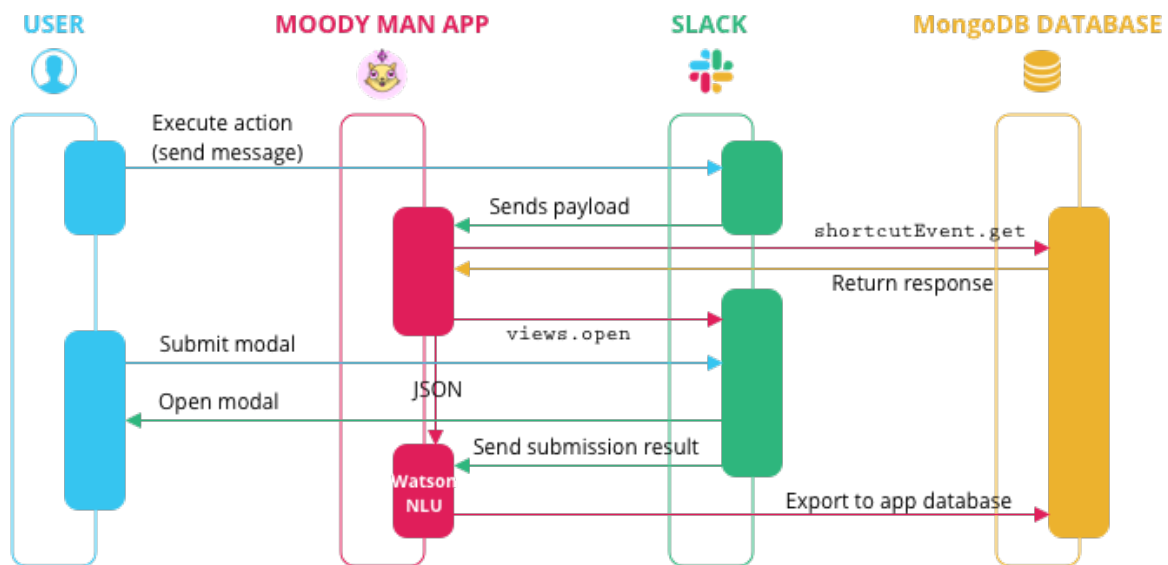 USER
MOODY MAN APP
SLACK
MongoDB DATABASE
Execute action
(send message)
Sends payload
shortcutEvent.get
Return response
views.open
Submit modal
JSON
Open modal
Send submission result
Watson
NLU
Export to app database